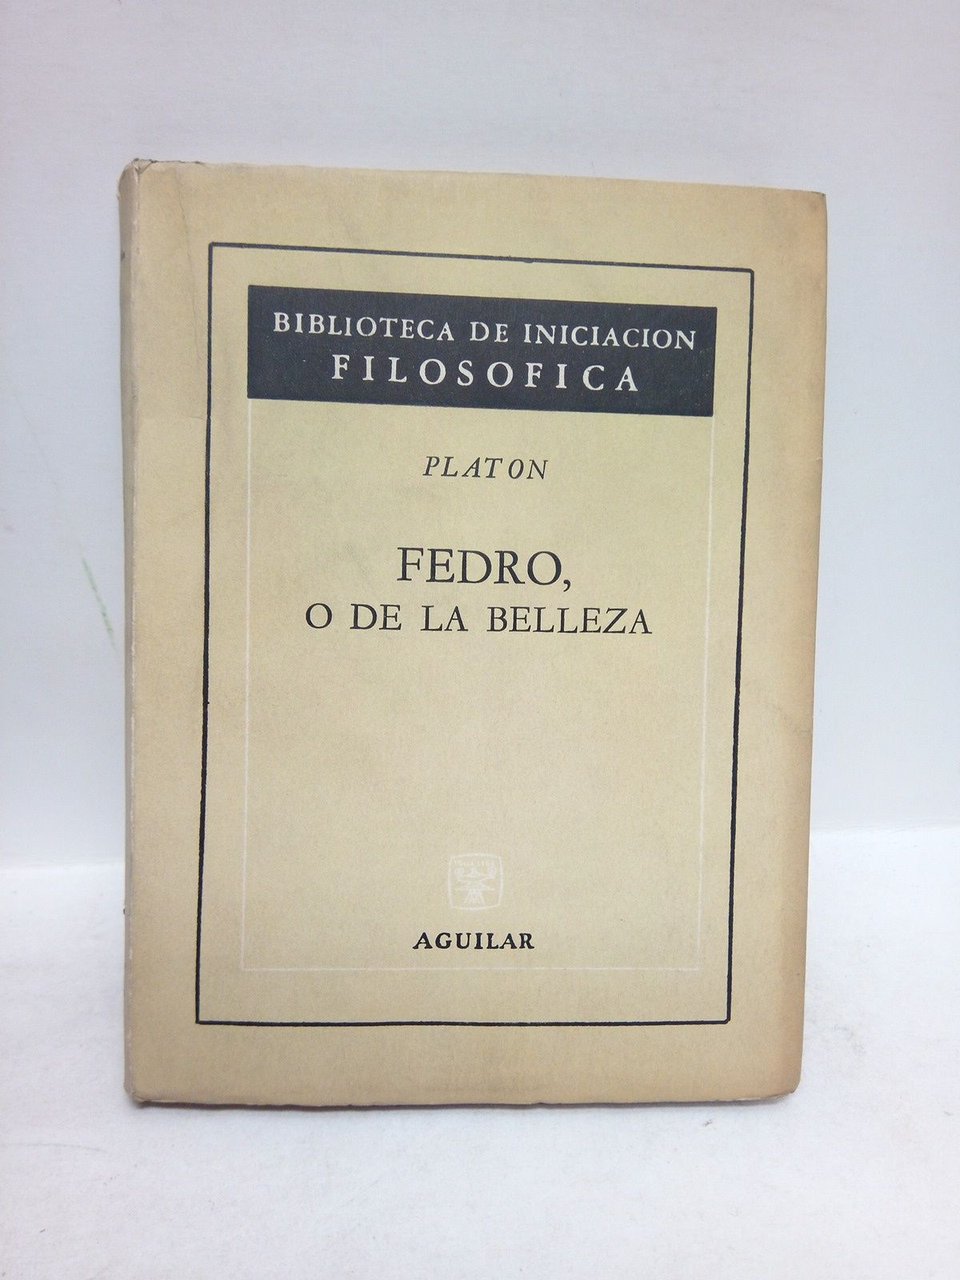 BIBLIOTECA DE INICIACION
FILOSOFICA
PLATON
FEDRO,
O DE LA BELLEZA
AGUILAR